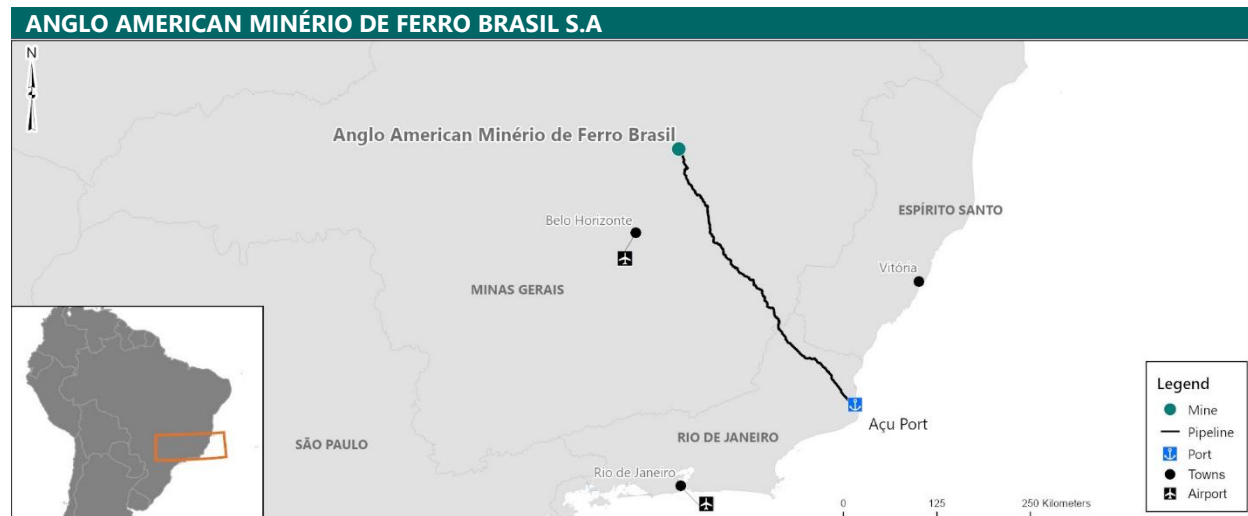 ANGLO AMERICAN MINÉRIO DE FERRO BRASIL S.A
N
Anglo American Minério de Ferro Brasil
ESPÍRITO SANTO
Belo Horizonte
Vitória
MINAS GERAIS
Legend
Mine
Pipeline
Port
Towns
Airport
Açu Port
RIO DE JANEIRO
SÃO PAULO
Rio de Janeiro
0 125 250 Kilometers